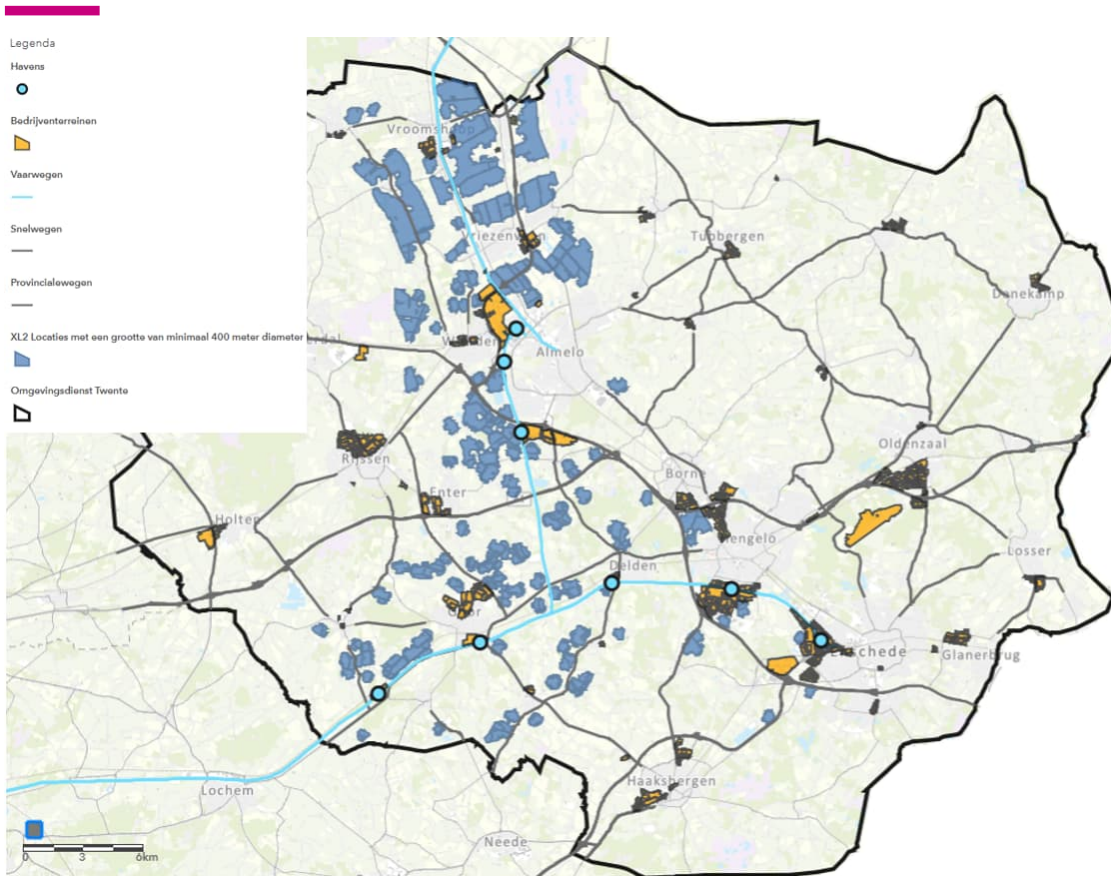 Legenda
Havens
Bedrijventerreinen
Vaarwegen
Snelwegen
Provincialewegen
XL2 Locaties met een grootte van minimaal 400 meter diameter
Omgevingsdienst Twente
Vroomshoop
Vriezenveen
Tubbergen
Denekamp
Almelo
Oldenzaal
Rijssen
Borne
Enter
Holten
Hengelo
Losser
Delden
Enschede
Glanerbrug
Haaksbergen
Lochem
Neede
0 3 6km